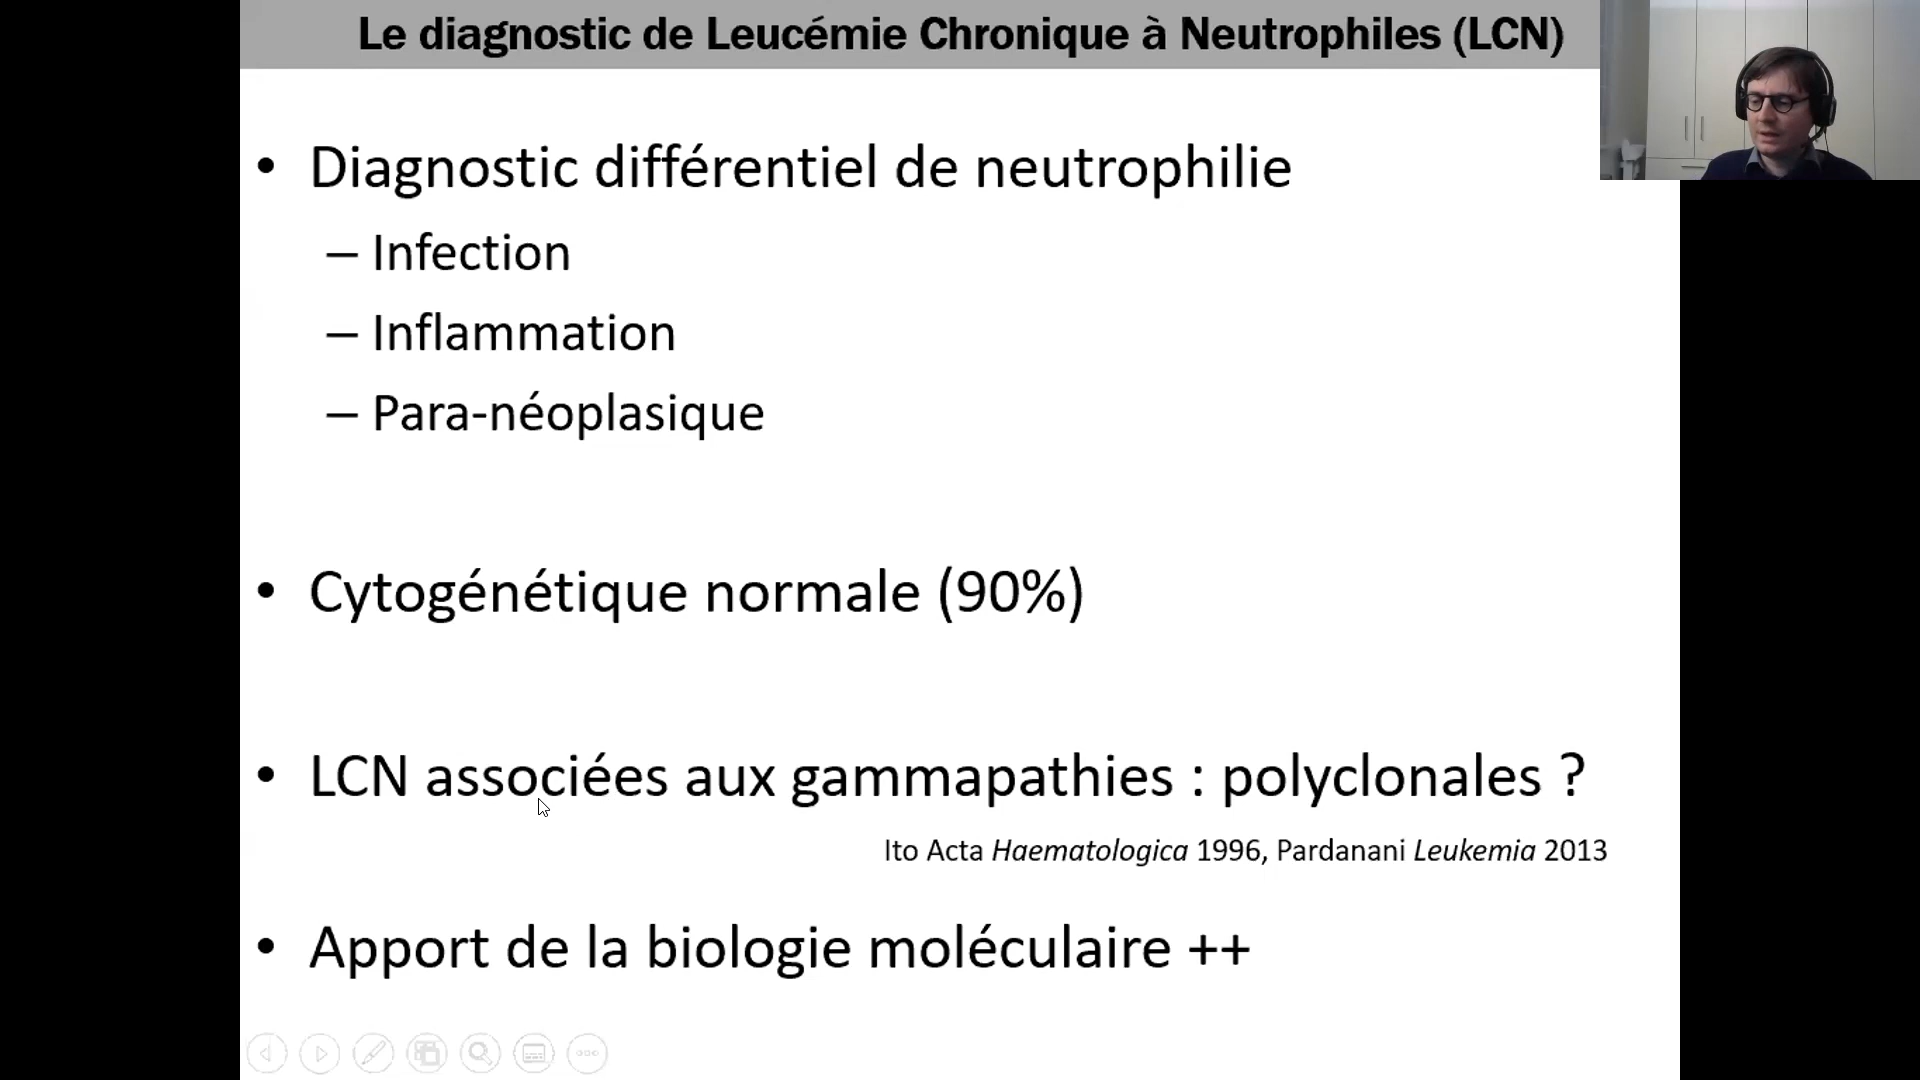 Le diagnostic de Leucémie Chronique à Neutrophiles (LCN)
• Diagnostic différentiel de neutrophilie
– Infection
– Inflammation
– Para-néoplasique
• Cytogénétique normale (90%)
• LCN associées aux gammapathies : polyclonales ?
Ito Acta Haematologica 1996, Pardanani Leukemia 2013
• Apport de la biologie moléculaire ++